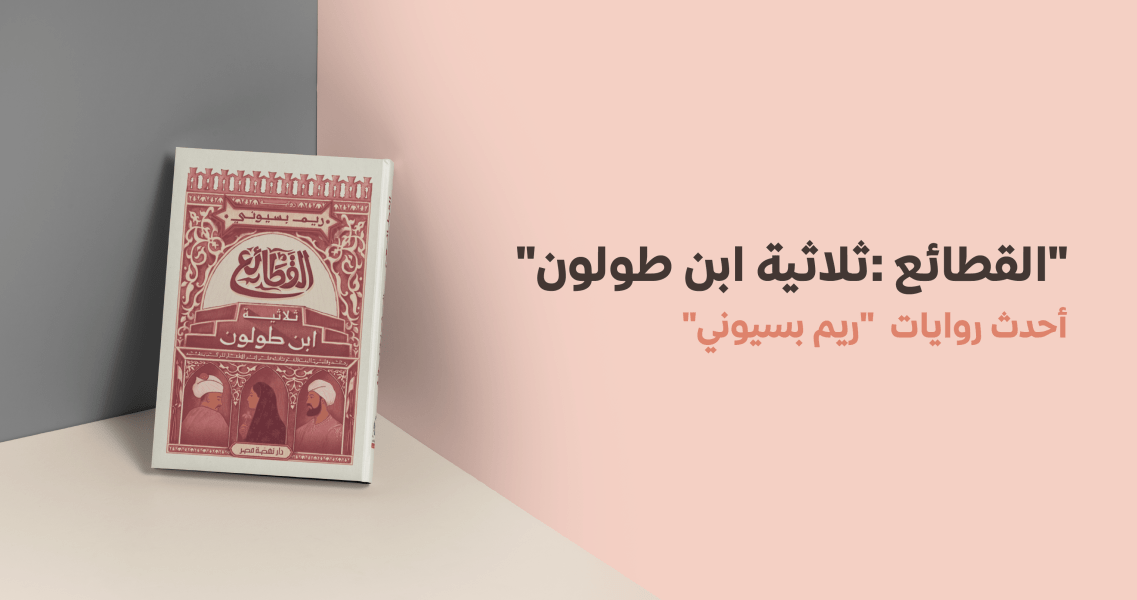 ريم بسيوني
القطائع
ثلاثية
ابن طولون
دار نهضة مصر
"القطائع :ثلاثية ابن طولون"
أحدث روايات "ريم بسيوني"